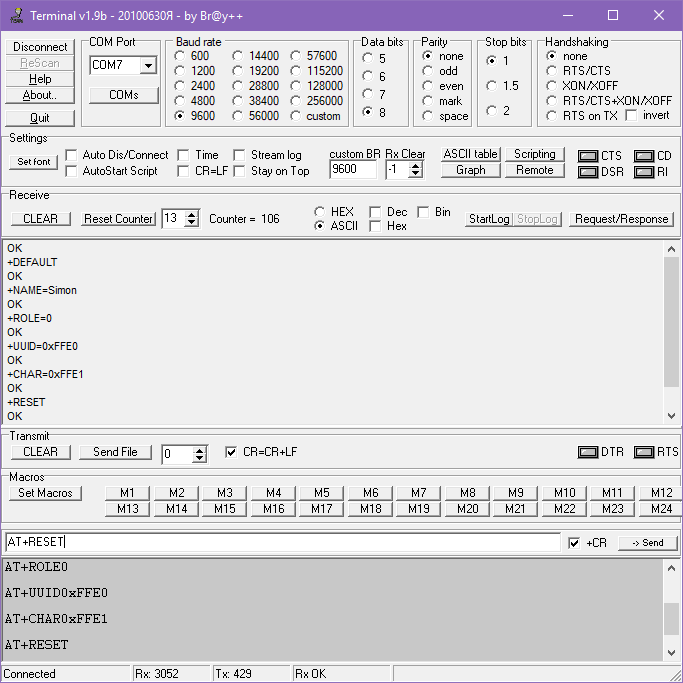 Terminal v1.9b - 20100630Я - by Br@y++
Disconnect
ReScan
Help
About..
Quit
COM Port
COM7
COMs
Baud rate
600 14400 57600
1200 19200 115200
2400 28800 128000
4800 38400 256000
9600 56000 custom
Data bits
5
6
7
8
Parity
none
odd
even
mark
space
Stop bits
1
1.5
2
Handshaking
none
RTS/CTS
XON/XOFF
RTS/CTS+XON/XOFF
RTS on TX invert
Settings
Set font
Auto Dis/Connect Time Stream log
AutoStart Script CR=LF Stay on Top
custom BR Rx Clear
9600 -1
ASCII table Scripting
Graph Remote
CTS CD
DSR RI
Receive
CLEAR Reset Counter 13 Counter = 106
HEX Dec Bin
ASCII Hex
StartLog StopLog Request/Response
OK
+DEFAULT
OK
+NAME=Simon
OK
+ROLE=0
OK
+UUID=0xFFE0
OK
+CHAR=0xFFE1
OK
+RESET
OK
Transmit
CLEAR Send File 0 CR=CR+LF DTR RTS
Macros
Set Macros
M1 M2 M3 M4 M5 M6 M7 M8 M9 M10 M11 M12
M13 M14 M15 M16 M17 M18 M19 M20 M21 M22 M23 M24
AT+RESET +CR -> Send
AT+ROLE0
AT+UUID0xFFE0
AT+CHAR0xFFE1
AT+RESET
Connected Rx: 3052 Tx: 429 Rx OK